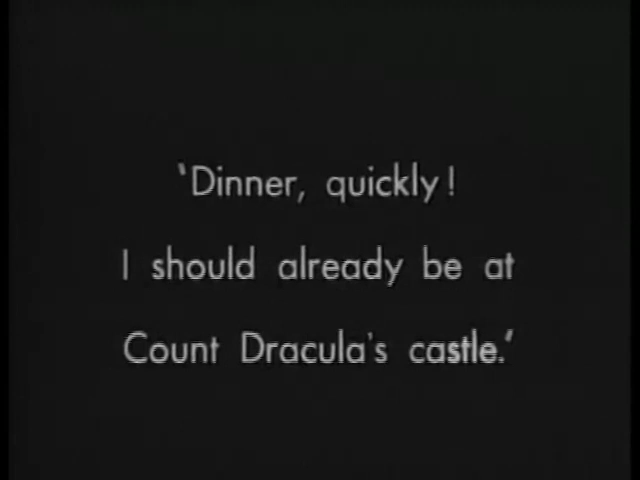 ‘Dinner, quickly!
I should already be at
Count Dracula's castle.’